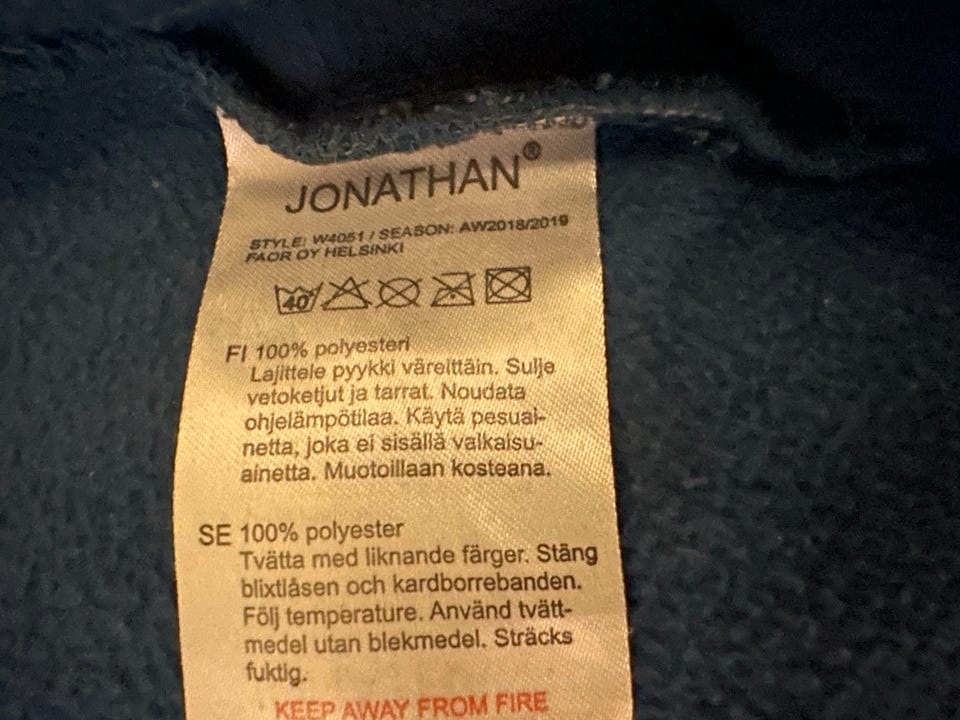 JONATHAN®
STYLE: W4051 / SEASON: AW2018/2019
FAOR OY HELSINKI
40
FI 100% polyesteri
Lajittele pyykki väreittäin. Sulje
vetoketjut ja tarrat. Noudata
ohjelämpötilaa. Käytä pesuai-
netta, joka ei sisällä valkaisu-
ainetta. Muotoillaan kosteana.
SE 100% polyester
Tvätta med liknande färger. Stäng
blixtlåsen och kardborrebanden.
Följ temperature. Använd tvätt-
medel utan blekmedel. Sträcks
fuktig.
KEEP AWAY FROM FIRE